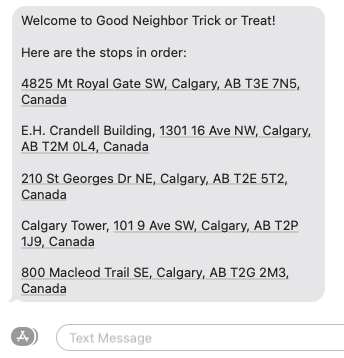 Welcome to Good Neighbor Trick or Treat!
Here are the stops in order:
4825 Mt Royal Gate SW, Calgary, AB T3E 7N5,
Canada
E.H. Crandell Building, 1301 16 Ave NW, Calgary,
AB T2M 0L4, Canada
210 St Georges Dr NE, Calgary, AB T2E 5T2,
Canada
Calgary Tower, 101 9 Ave SW, Calgary, AB T2P
1J9, Canada
800 Macleod Trail SE, Calgary, AB T2G 2M3,
Canada
Text Message